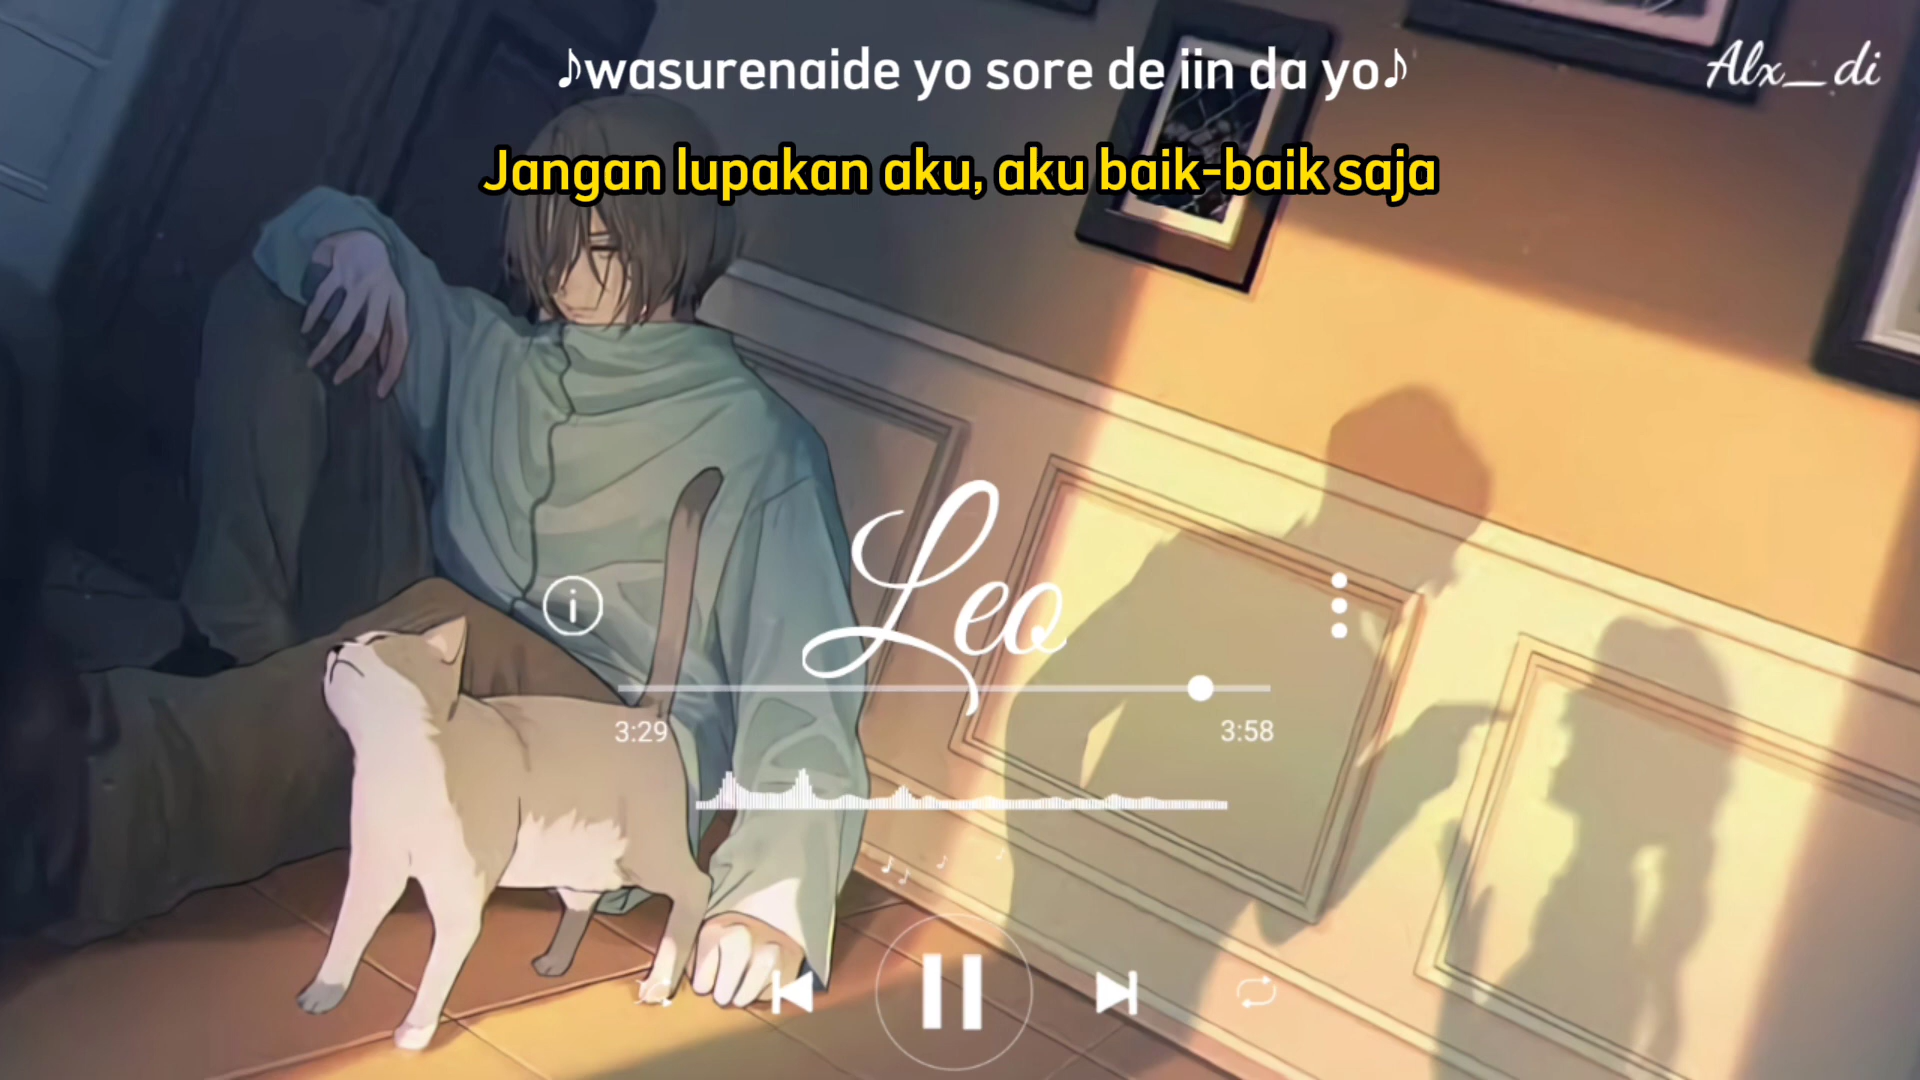 ♪wasurenaide yo sore de iin da yo♪
Alx__di
Jangan lupakan aku, aku baik-baik saja
Leo
3:29
3:58